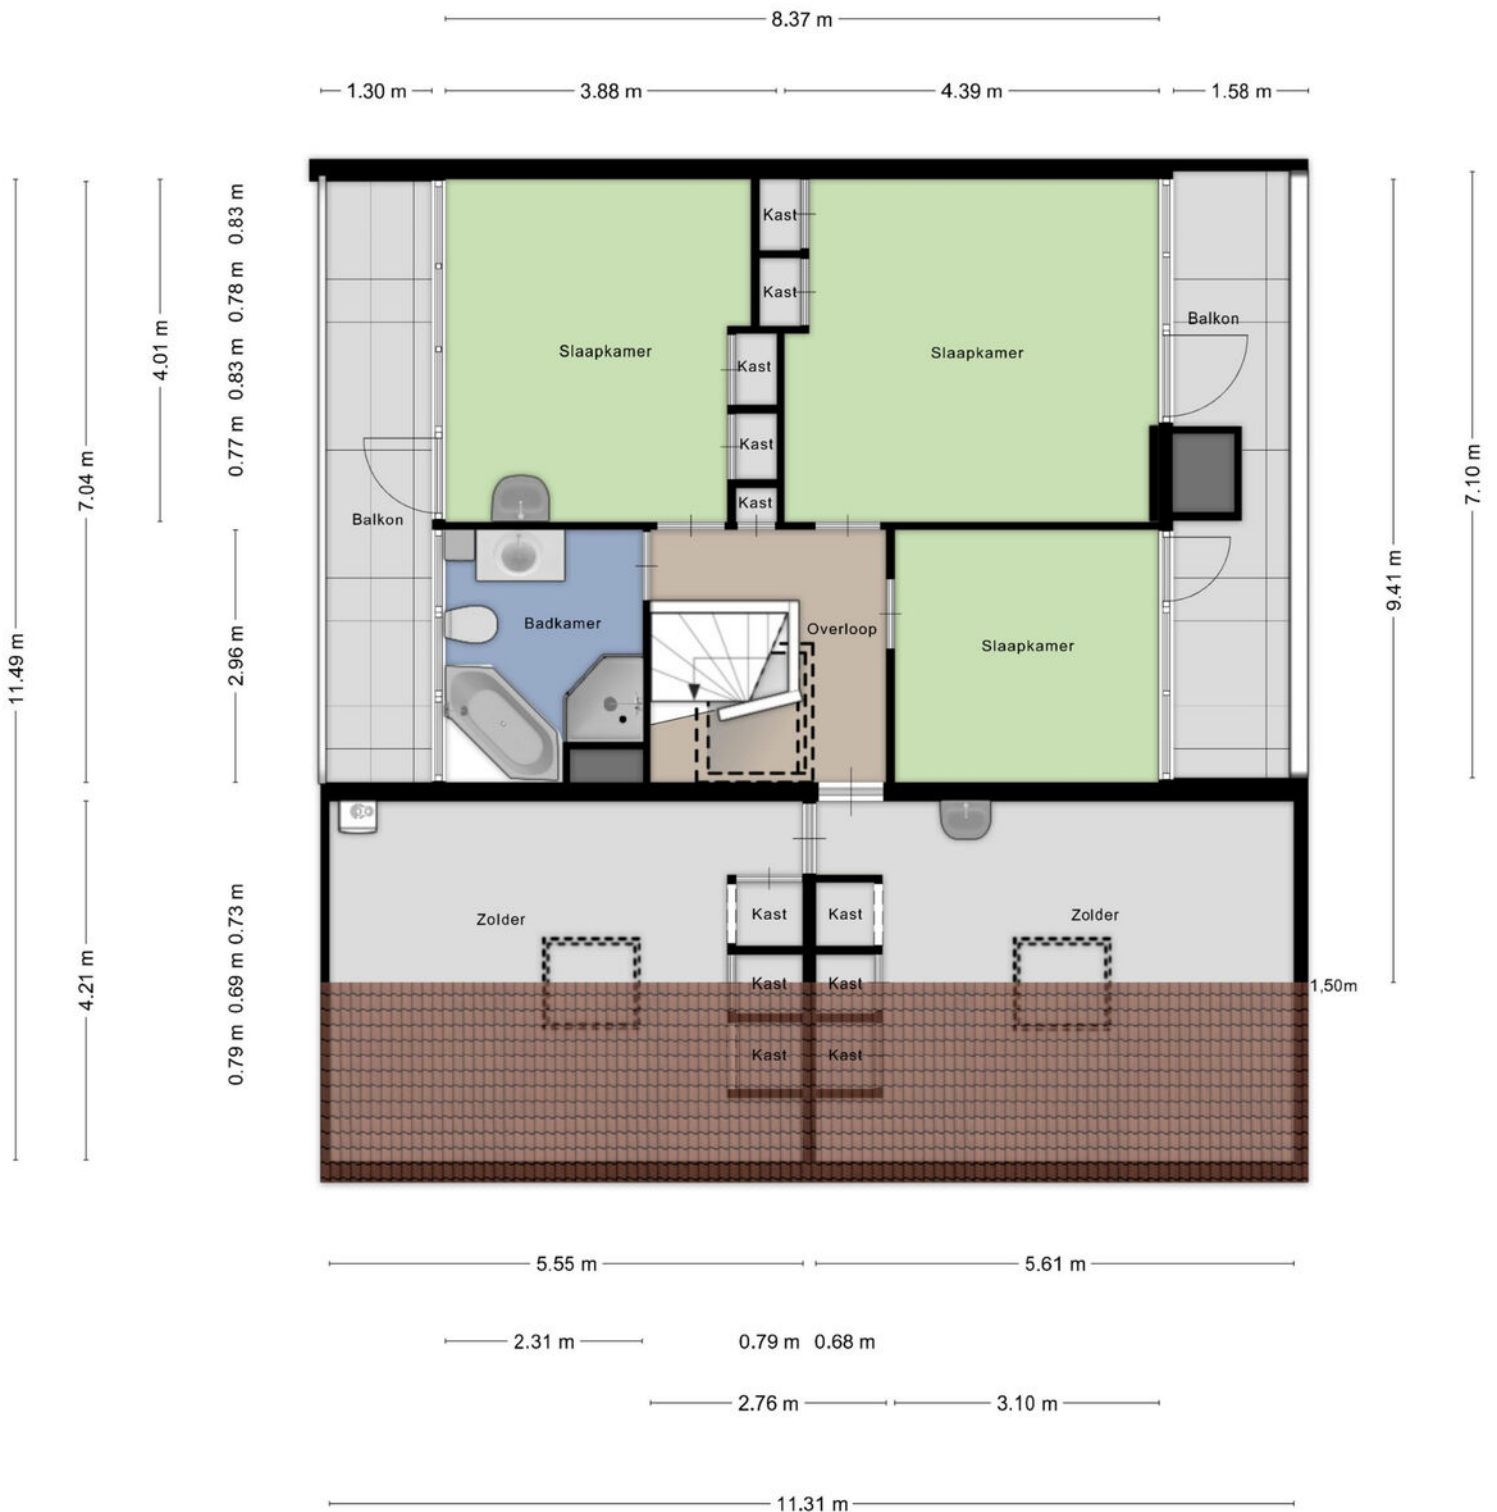 8.37 m
1.30 m
3.88 m
4.39 m
1.58 m
11.49 m
7.04 m
4.21 m
4.01 m
0.83 m
0.78 m
0.83 m
0.77 m
2.96 m
0.73 m
0.69 m
0.79 m
Kast
Kast
Balkon
Slaapkamer
Slaapkamer
Kast
Kast
Kast
Balkon
Badkamer
Overloop
Slaapkamer
Kast
Kast
Zolder
Zolder
Kast
Kast
1,50m
Kast
Kast
7.10 m
9.41 m
5.55 m
5.61 m
2.31 m
0.79 m
0.68 m
2.76 m
3.10 m
11.31 m